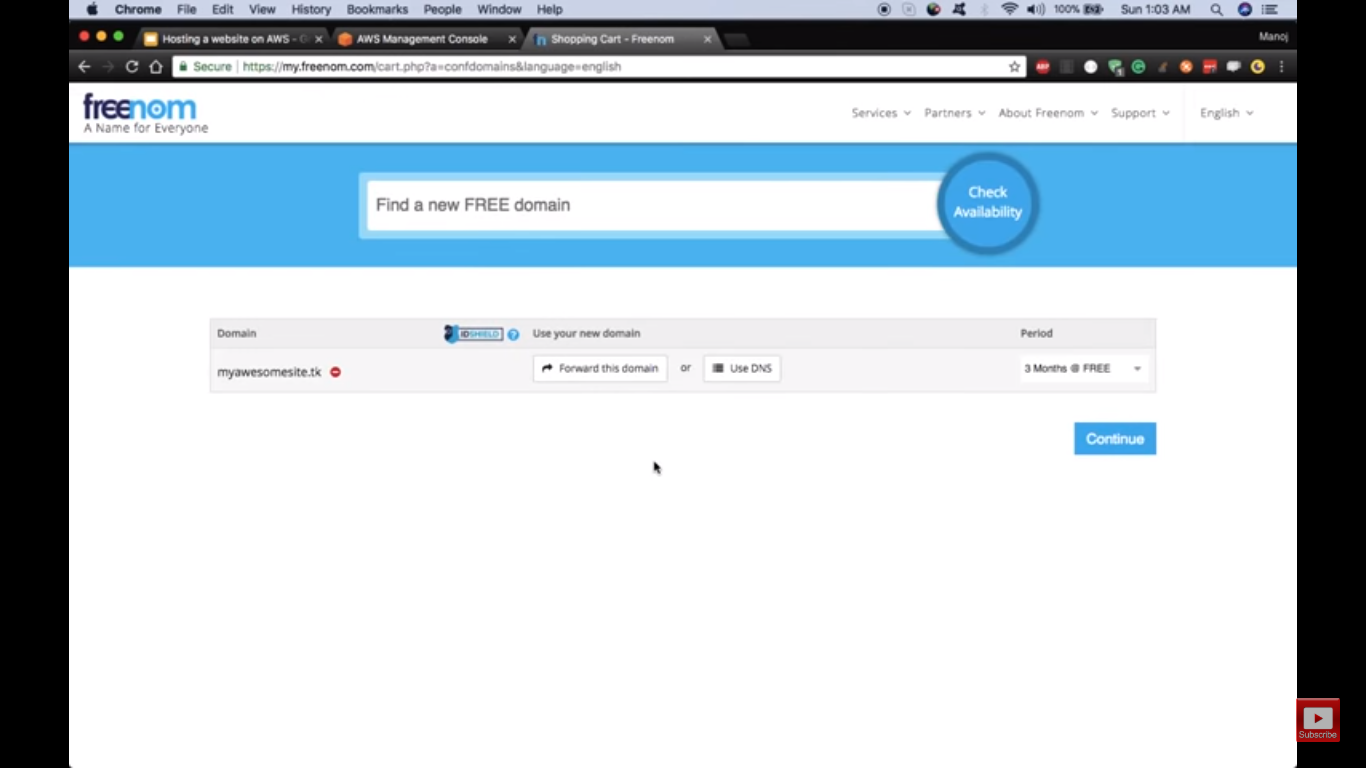 Chrome File Edit View History Bookmarks People Window Help 100% Sun 1:03 AM
Hosting a website on AWS - AWS Management Console Shopping Cart - Freenom Manoj
Secure https://my.freenom.com/cart.php?a=confdomains&language=english ABP
freenom
A Name for Everyone
Services Partners About Freenom Support English
Find a new FREE domain
Check
Availability
Domain IDSHIELD ? Use your new domain Period
myawesomesite.tk Forward this domain or Use DNS 3 Months @ FREE
Continue
Subscribe